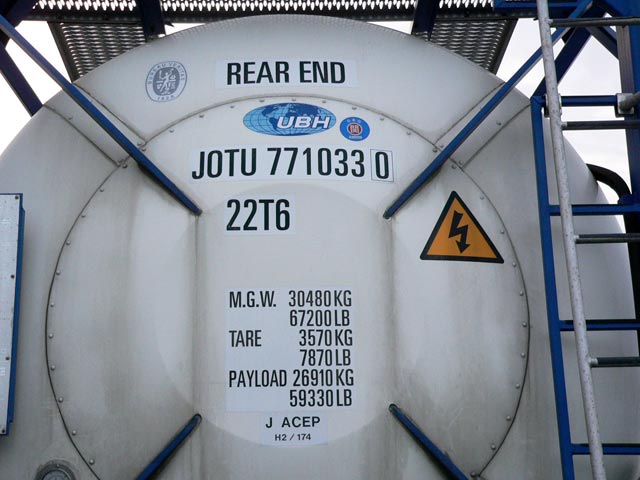 REAR END
UBH
JOTU 771033 0
22T6
M.G.W. 30480 KG
67200 LB
TARE 3570 KG
7870 LB
PAYLOAD 26910 KG
59330 LB
J ACEP
H2 / 174